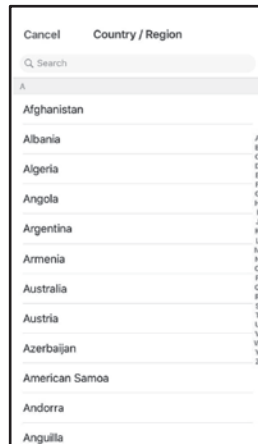 Cancel Country / Region
Search
A
Afghanistan
Albania
Algeria
Angola
Argentina
Armenia
Australia
Austria
Azerbaijan
American Samoa
Andorra
Anguilla